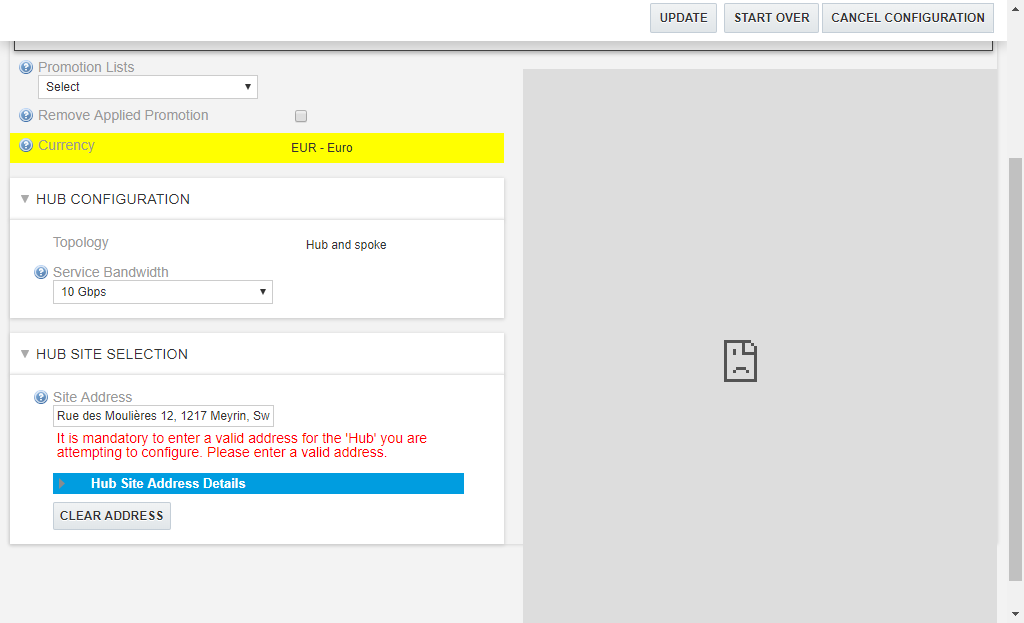 UPDATE START OVER CANCEL CONFIGURATION
Promotion Lists
Select
Remove Applied Promotion
Currency EUR - Euro
HUB CONFIGURATION
Topology Hub and spoke
Service Bandwidth
10 Gbps
HUB SITE SELECTION
Site Address
Rue des Moulières 12, 1217 Meyrin, Sw
It is mandatory to enter a valid address for the 'Hub' you are
attempting to configure. Please enter a valid address.
Hub Site Address Details
CLEAR ADDRESS